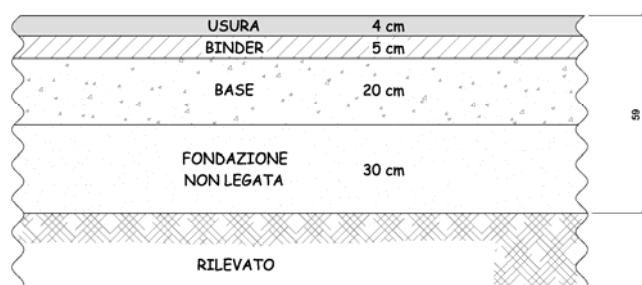 USURA 4 cm
BINDER 5 cm
BASE 20 cm
FONDAZIONE
NON LEGATA 30 cm
59
RILEVATO